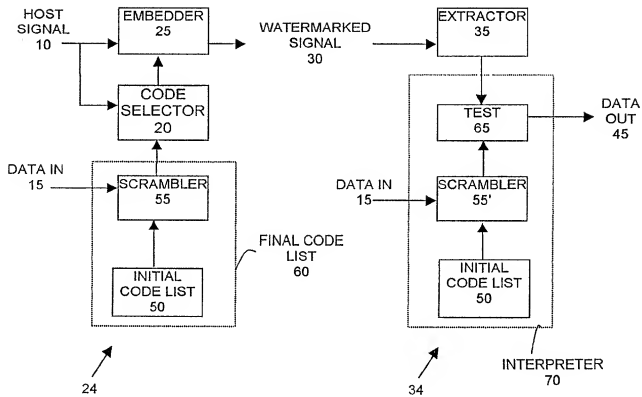 HOST
SIGNAL
10
EMBEDDER
25
CODE
SELECTOR
20
DATA IN
15
SCRAMBLER
55
INITIAL
CODE LIST
50
FINAL CODE
LIST
60
24
WATERMARKED
SIGNAL
30
EXTRACTOR
35
TEST
65
DATA
OUT
45
DATA IN
15
SCRAMBLER
55'
INITIAL
CODE LIST
50
INTERPRETER
70
34